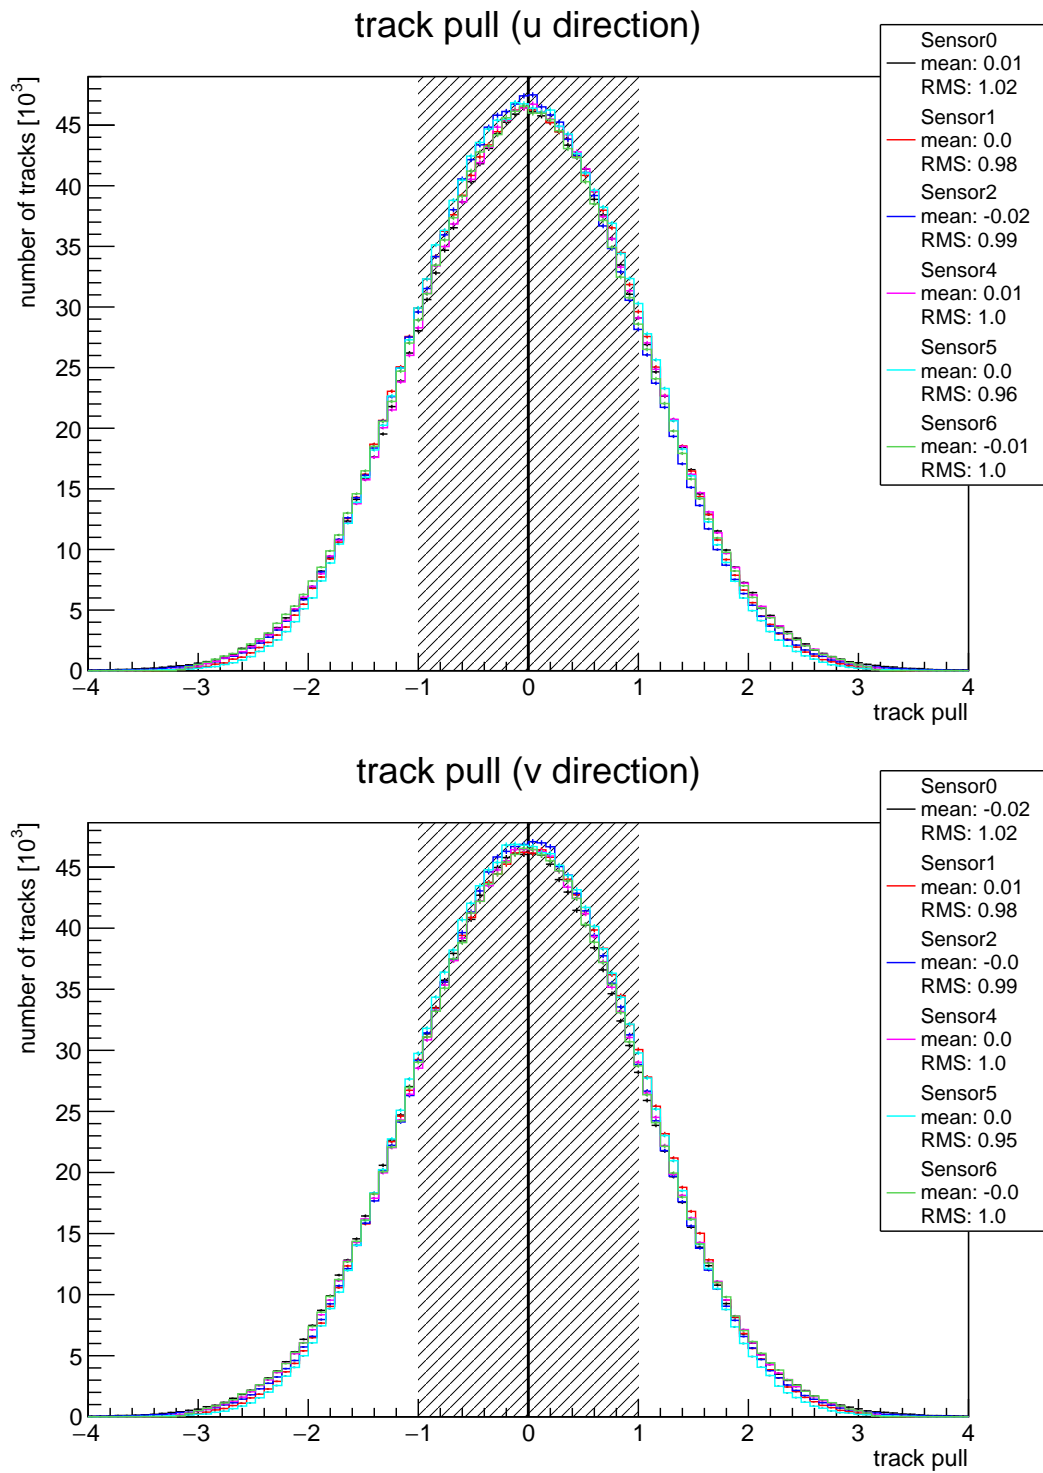 track pull (u direction)
Sensor0
mean: 0.01
RMS: 1.02
Sensor1
mean: 0.0
RMS: 0.98
Sensor2
mean: -0.02
RMS: 0.99
Sensor4
mean: 0.01
RMS: 1.0
Sensor5
mean: 0.0
RMS: 0.96
Sensor6
mean: -0.01
RMS: 1.0
number of tracks [10³]
45
40
35
30
25
20
15
10
5
0
−4 −3 −2 −1 0 1 2 3 4
track pull
track pull (v direction)
Sensor0
mean: -0.02
RMS: 1.02
Sensor1
mean: 0.01
RMS: 0.98
Sensor2
mean: -0.0
RMS: 0.99
Sensor4
mean: 0.0
RMS: 1.0
Sensor5
mean: 0.0
RMS: 0.95
Sensor6
mean: -0.0
RMS: 1.0
number of tracks [10³]
45
40
35
30
25
20
15
10
5
0
−4 −3 −2 −1 0 1 2 3 4
track pull